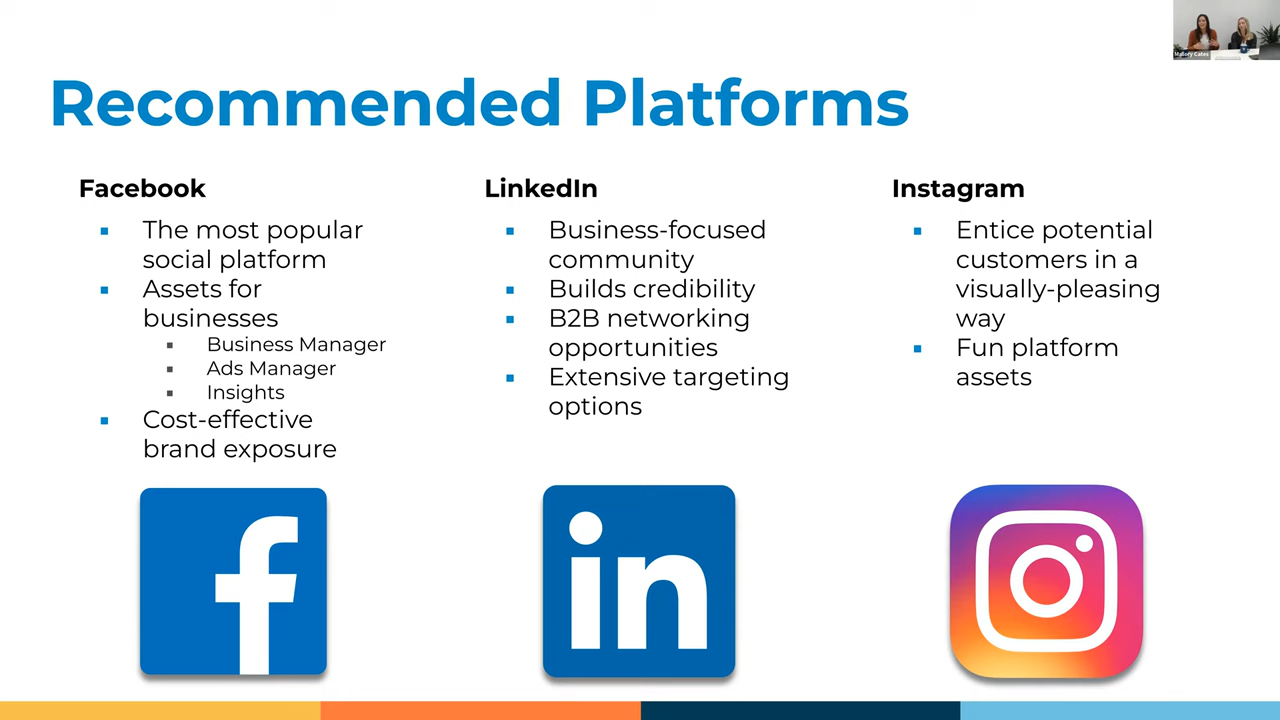 Mallory Cates
Recommended Platforms
Facebook
The most popular
social platform
Assets for
businesses
Business Manager
Ads Manager
Insights
Cost-effective
brand exposure
LinkedIn
Business-focused
community
Builds credibility
B2B networking
opportunities
Extensive targeting
options
Instagram
Entice potential
customers in a
visually-pleasing
way
Fun platform
assets
f
in